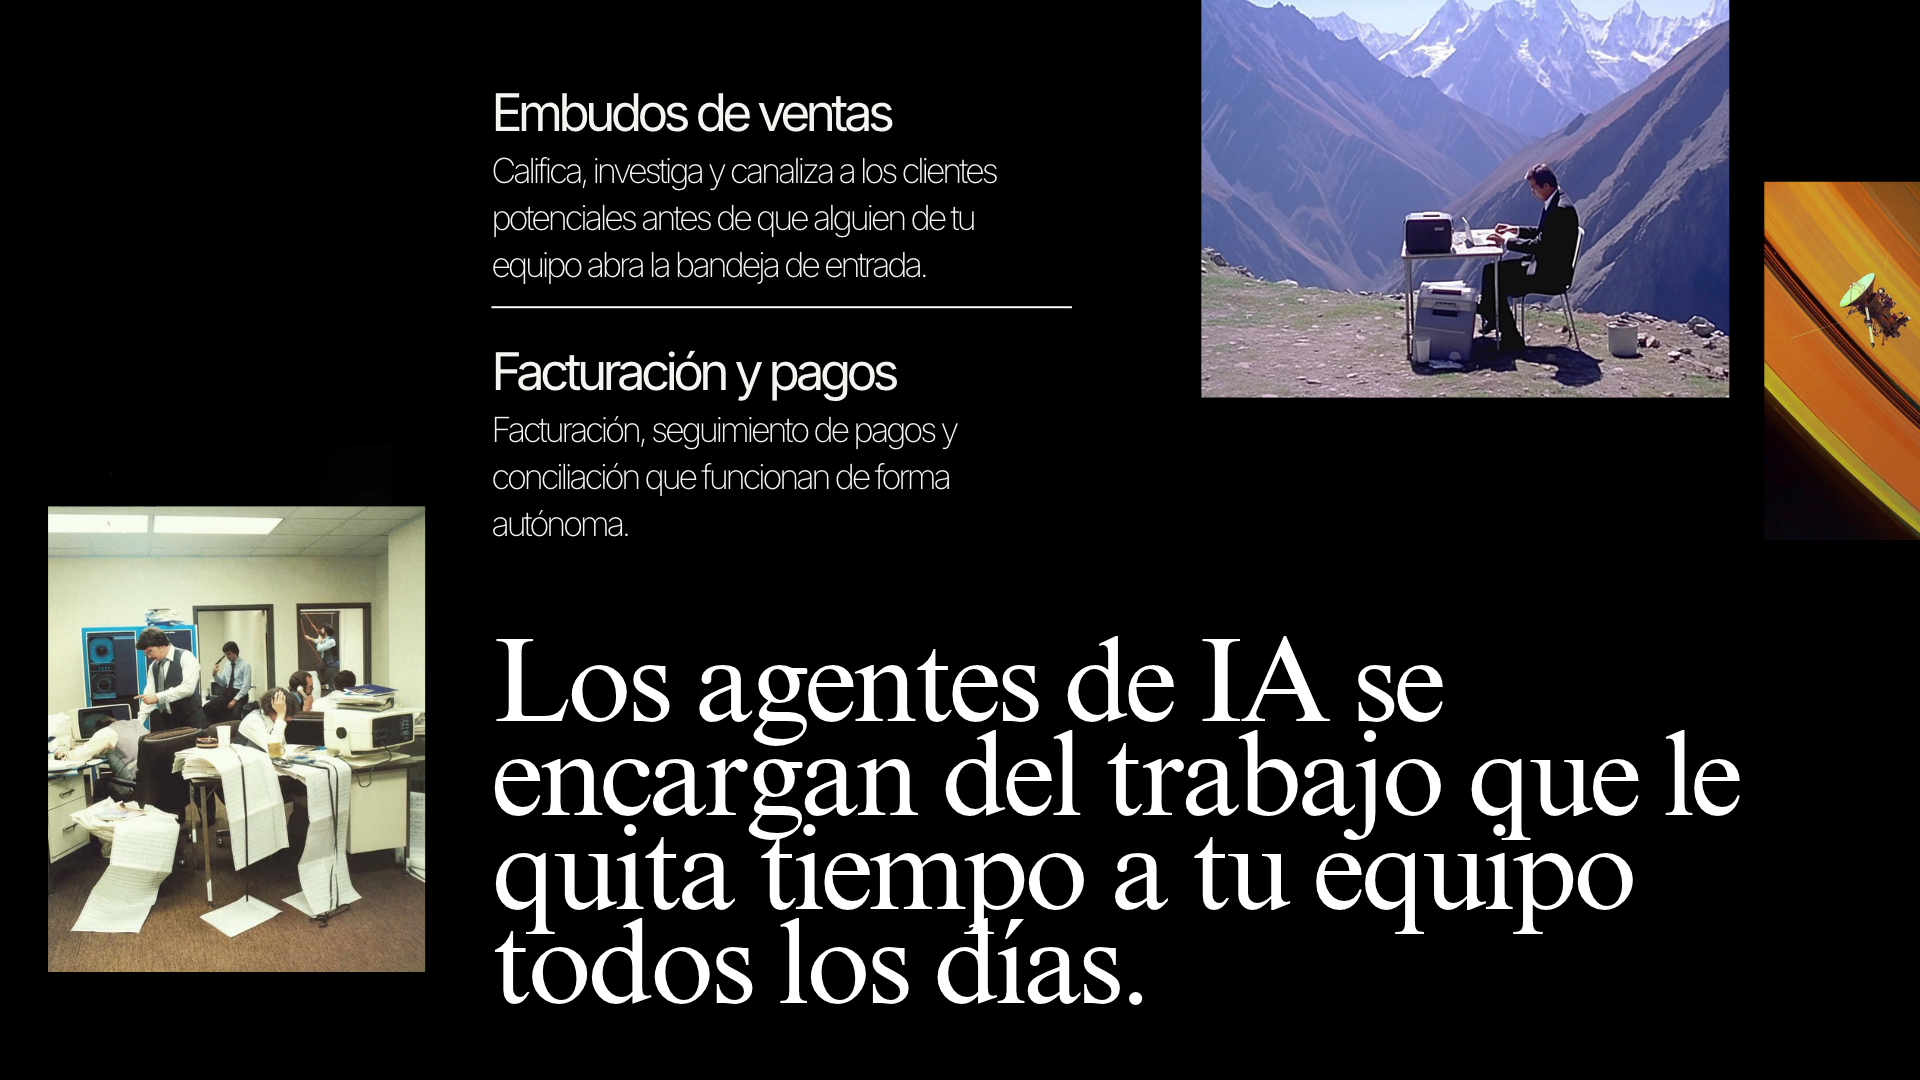 Embudos de ventas
Califica, investiga y canaliza a los clientes
potenciales antes de que alguien de tu
equipo abra la bandeja de entrada.
Facturación y pagos
Facturación, seguimiento de pagos y
conciliación que funcionan de forma
autónoma.
Los agentes de IA se
encargan del trabajo que le
quita tiempo a tu equipo
todos los días.